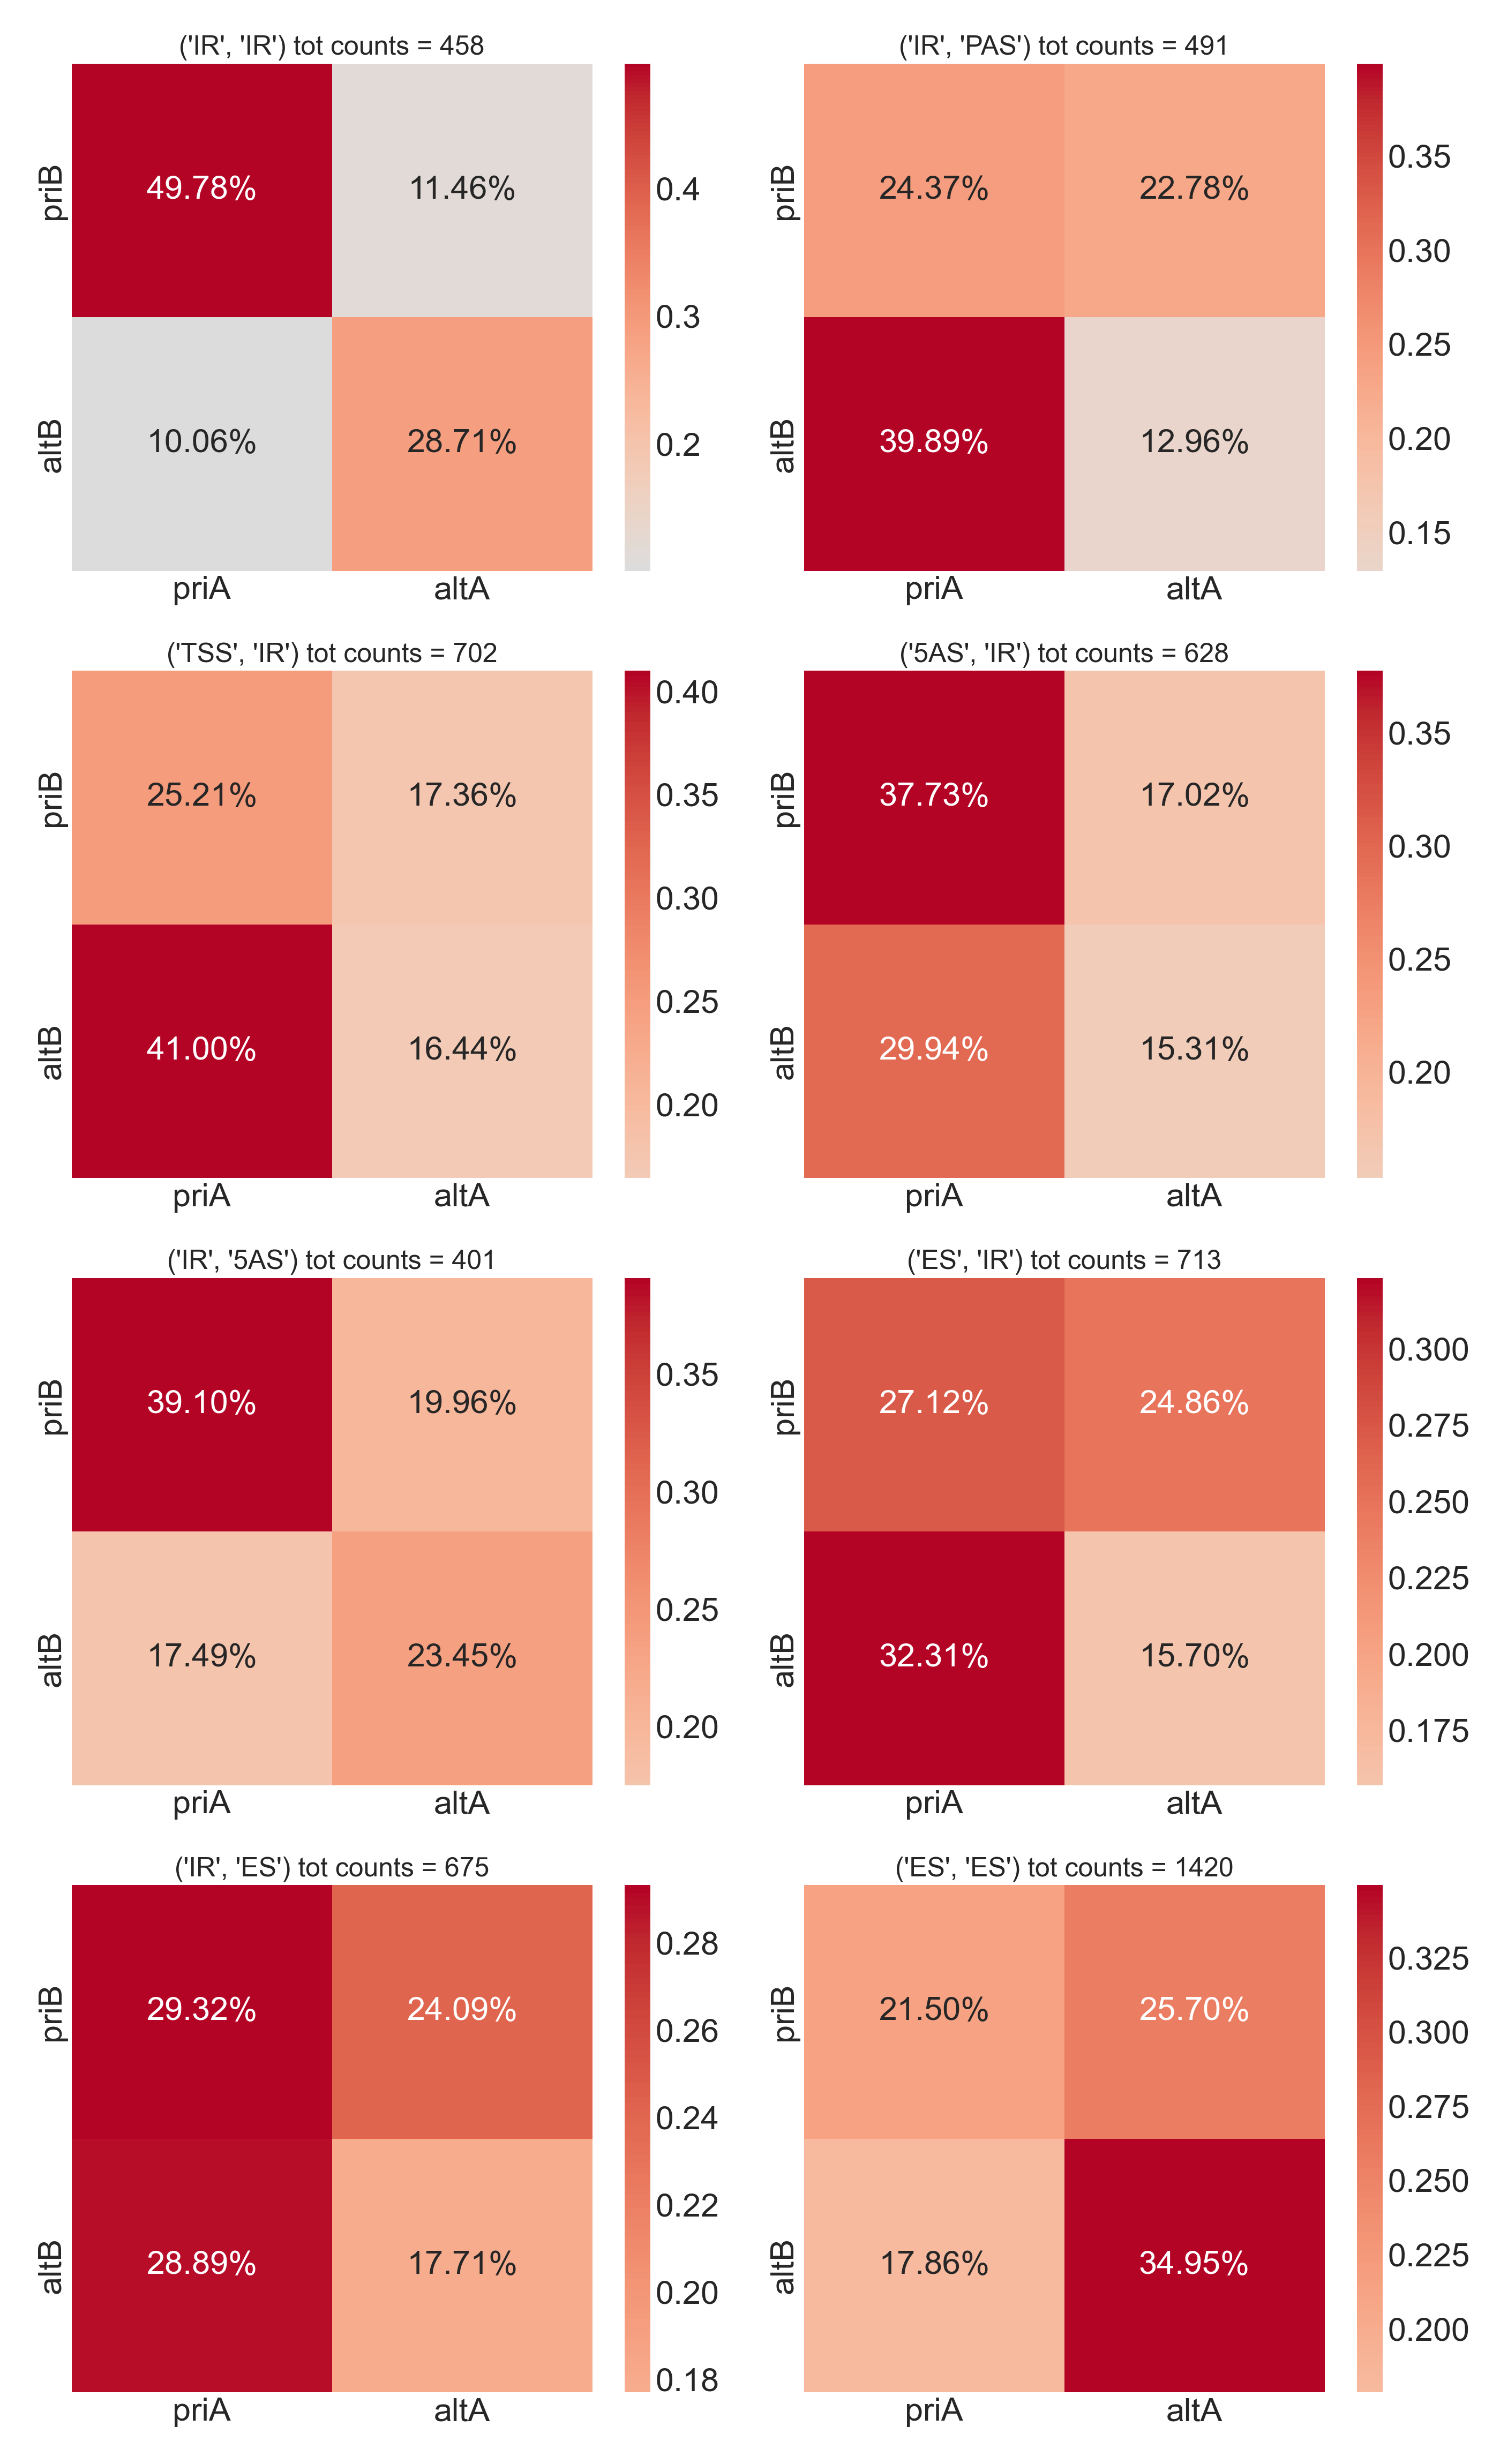 ('IR', 'IR') tot counts = 458
priB
49.78%
11.46%
altB
10.06%
28.71%
priA
altA
0.4
0.3
0.2
('IR', 'PAS') tot counts = 491
priB
24.37%
22.78%
altB
39.89%
12.96%
priA
altA
0.35
0.30
0.25
0.20
0.15
('TSS', 'IR') tot counts = 702
priB
25.21%
17.36%
altB
41.00%
16.44%
priA
altA
0.40
0.35
0.30
0.25
0.20
('5AS', 'IR') tot counts = 628
priB
37.73%
17.02%
altB
29.94%
15.31%
priA
altA
0.35
0.30
0.25
0.20
('IR', '5AS') tot counts = 401
priB
39.10%
19.96%
altB
17.49%
23.45%
priA
altA
0.35
0.30
0.25
0.20
('ES', 'IR') tot counts = 713
priB
27.12%
24.86%
altB
32.31%
15.70%
priA
altA
0.300
0.275
0.250
0.225
0.200
0.175
('IR', 'ES') tot counts = 675
priB
29.32%
24.09%
altB
28.89%
17.71%
priA
altA
0.28
0.26
0.24
0.22
0.20
0.18
('ES', 'ES') tot counts = 1420
priB
21.50%
25.70%
altB
17.86%
34.95%
priA
altA
0.325
0.300
0.275
0.250
0.225
0.200